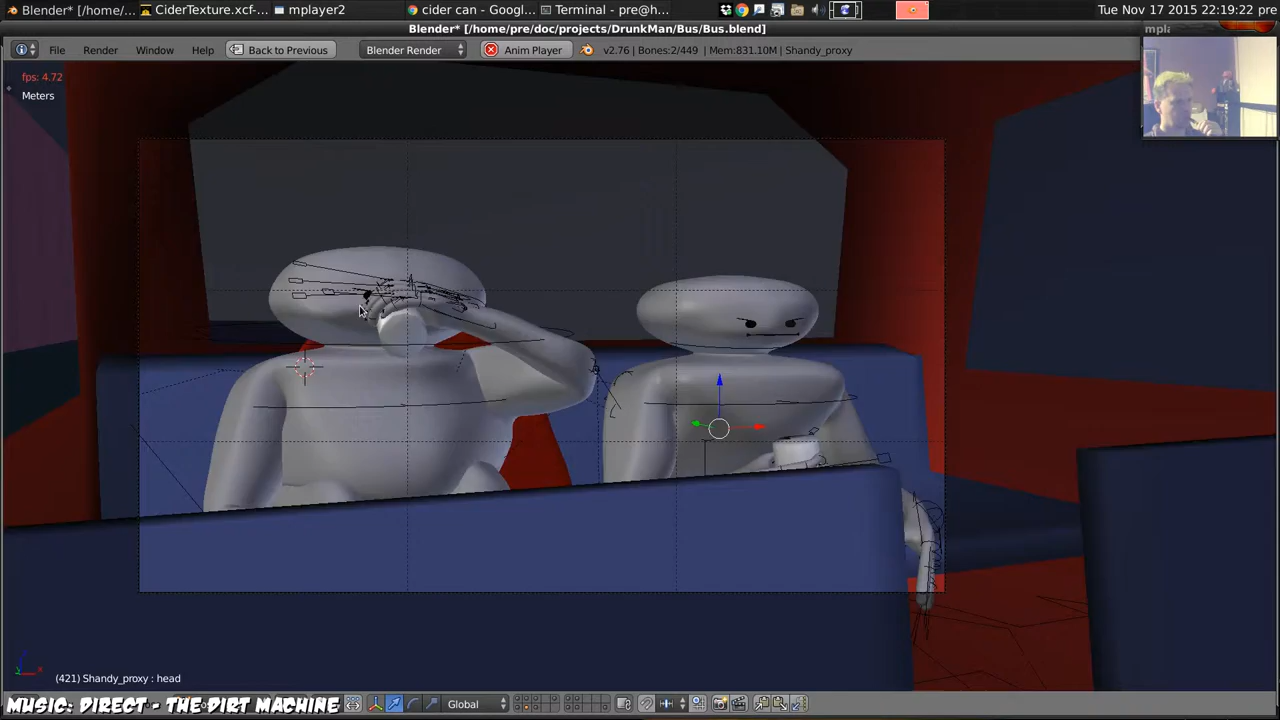 Blender* [/home/... CiderTexture.xcf-... mplayer2 cider can - Googl... Terminal - pre@h... Tue Nov 17 2015 22:19:22 pre
Blender* [/home/pre/doc/projects/DrunkMan/Bus/Bus.blend] mpla
File Render Window Help Back to Previous Blender Render Anim Player v2.76 | Bones:2/449 | Mem:831.10M | Shandy_proxy
fps: 4.72
Meters
(421) Shandy_proxy : head
MUSIC: DIRECT - THE DIRT MACHINE Global